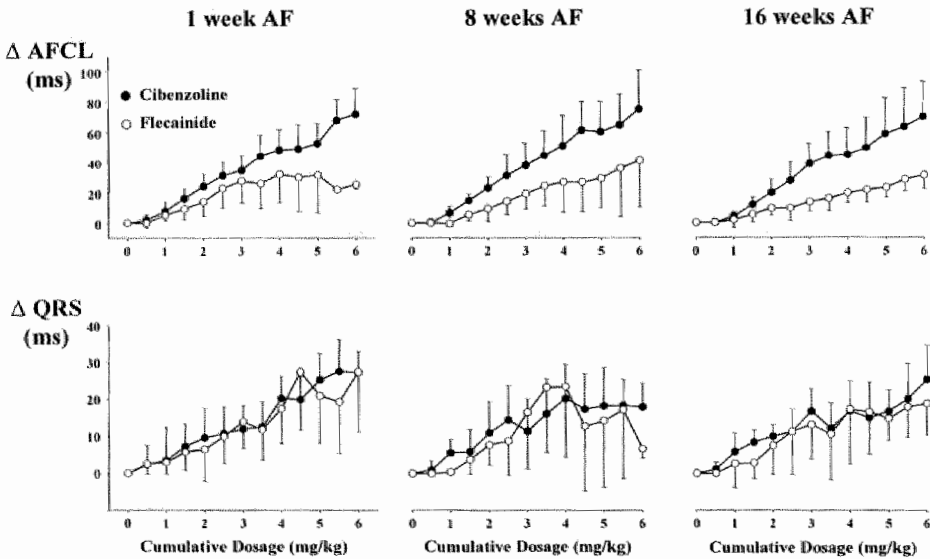 1 week AF
8 weeks AF
16 weeks AF
Δ AFCL
(ms)
100
80
60
40
20
0
Cibenzoline
Flecainide
0 1 2 3 4 5 6
0 1 2 3 4 5 6
0 1 2 3 4 5 6
Δ QRS
(ms)
40
30
20
10
0
0 1 2 3 4 5 6
0 1 2 3 4 5 6
0 1 2 3 4 5 6
Cumulative Dosage (mg/kg)
Cumulative Dosage (mg/kg)
Cumulative Dosage (mg/kg)